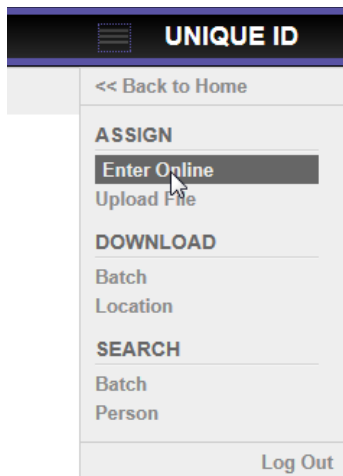 UNIQUE ID
<< Back to Home
ASSIGN
Enter Online
Upload File
DOWNLOAD
Batch
Location
SEARCH
Batch
Person
Log Out